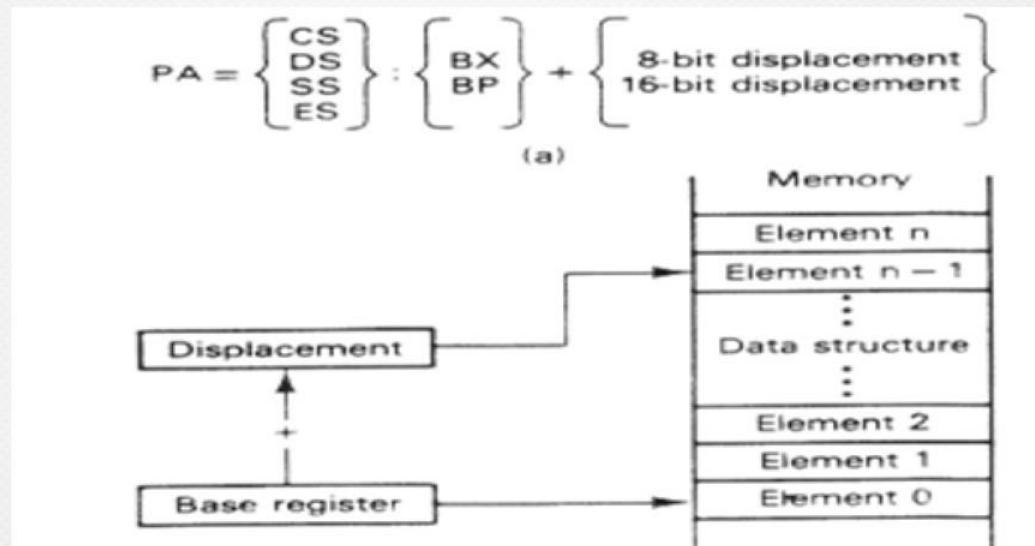 PA = { CS DS SS ES } : { BX BP } + { 8-bit displacement 16-bit displacement }
(a)
Memory
Element n
Element n - 1
Displacement
Data structure
+
Element 2
Element 1
Base register
Element 0